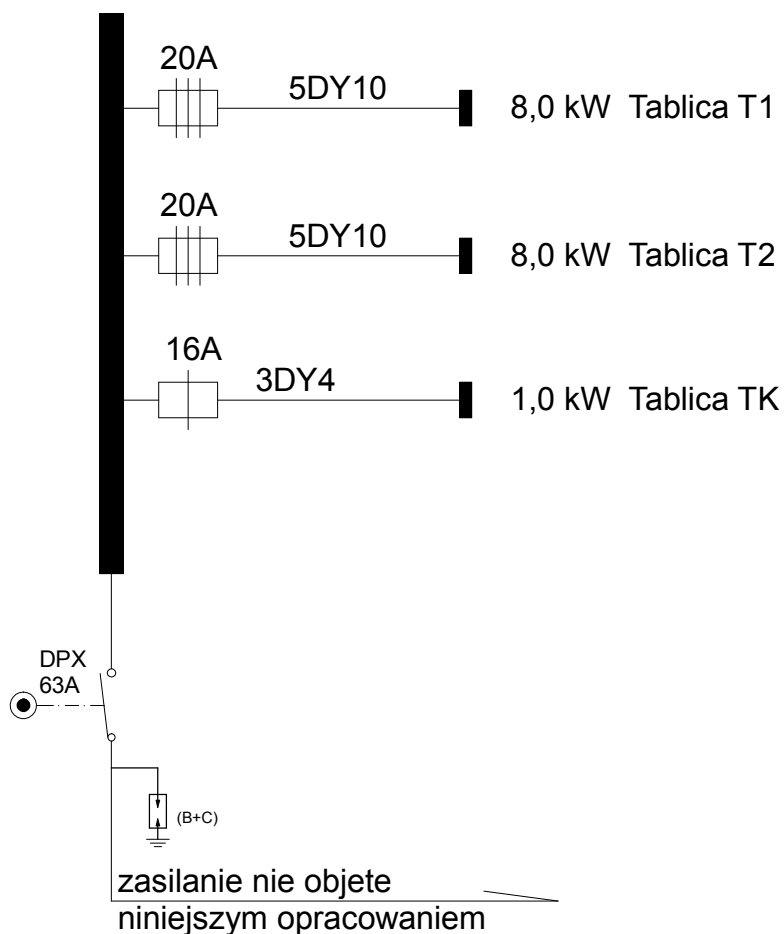 20A
5DY10
8,0 kW Tablica T1
20A
5DY10
8,0 kW Tablica T2
16A
3DY4
1,0 kW Tablica TK
DPX
63A
(B+C)
zasilanie nie objete
niniejszym opracowaniem